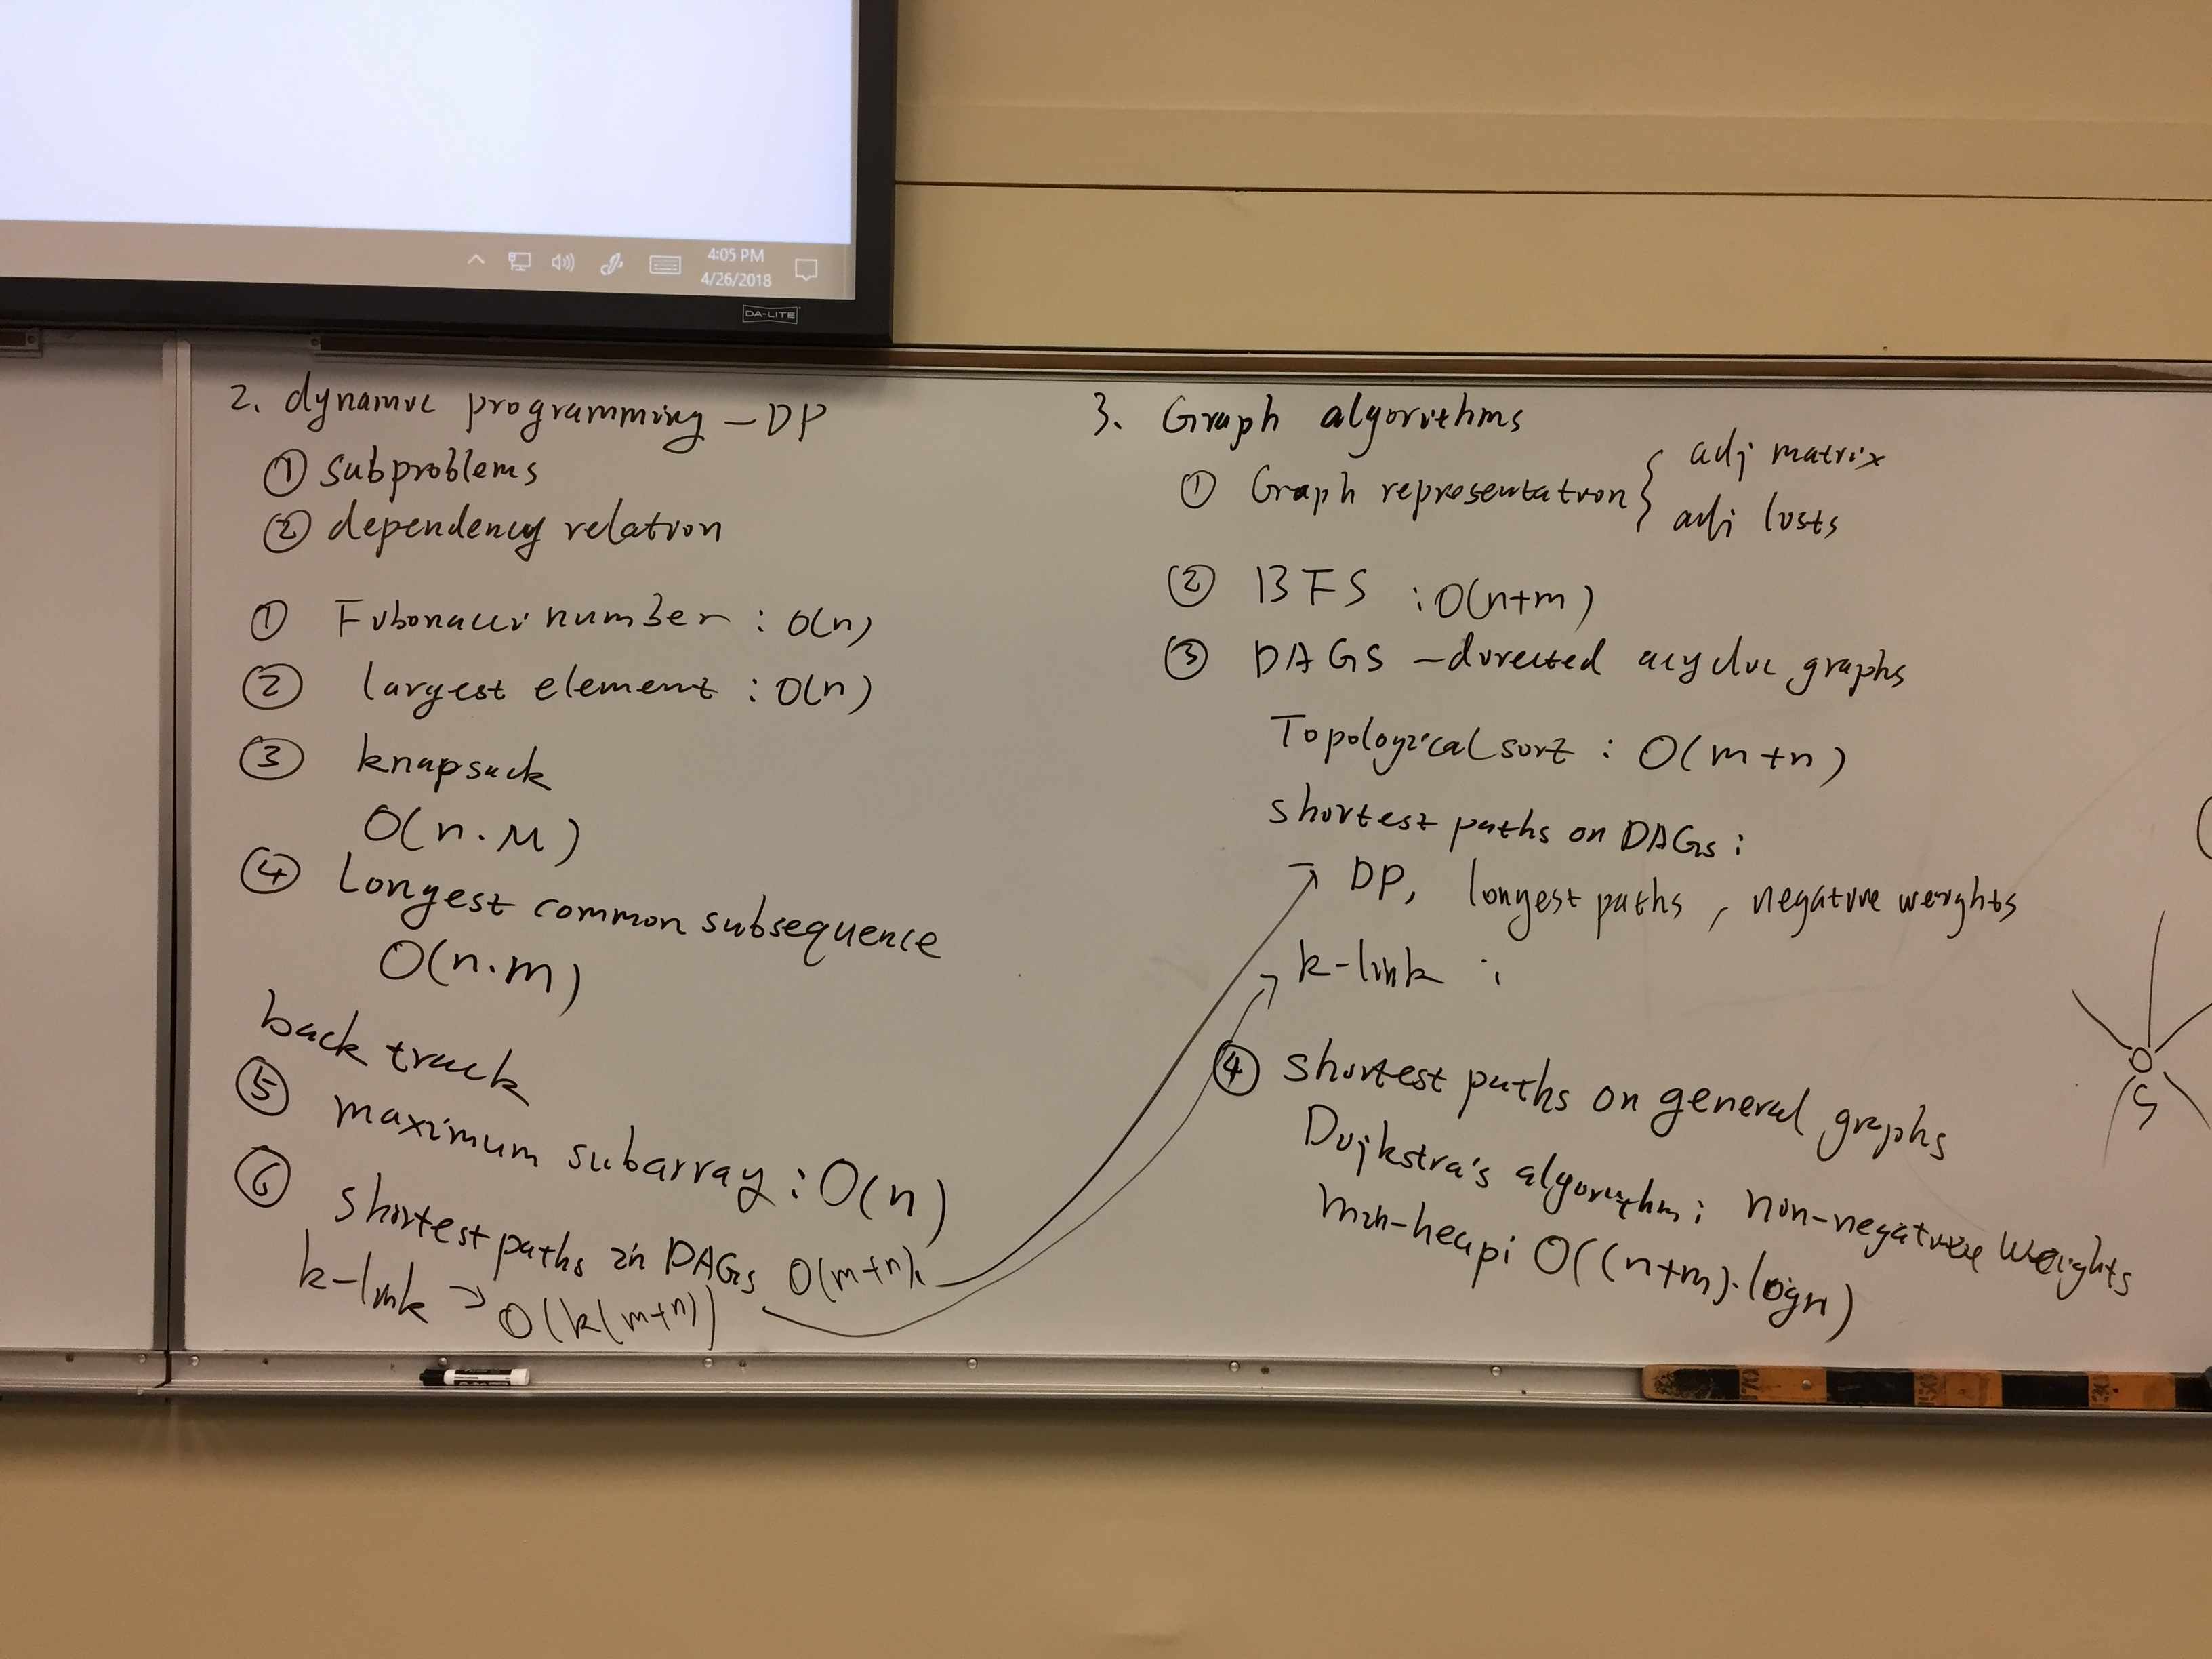 4:05 PM
4/26/2018
DA-LITE
2. dynamic programming – DP
① subproblems
② dependency relation
① Fibonacci number : O(n)
② largest element : O(n)
③ knapsack
O(n·M)
④ Longest common subsequence
O(n·m)
back track
⑤ maximum subarray : O(n)
⑥ shortest paths in DAGs O(m+n)
k-link → O(k(m+n))
3. Graph algorithms
① Graph representation { adj matrix
adj lists
② BFS : O(n+m)
③ DAGS – directed acyclic graphs
Topological sort : O(m+n)
shortest paths on DAGs :
DP, longest paths, negative weights
k-link :
④ shortest paths on general graphs
Dijkstra's algorithm : non-negative weights
min-heap : O((n+m)·logn)
S